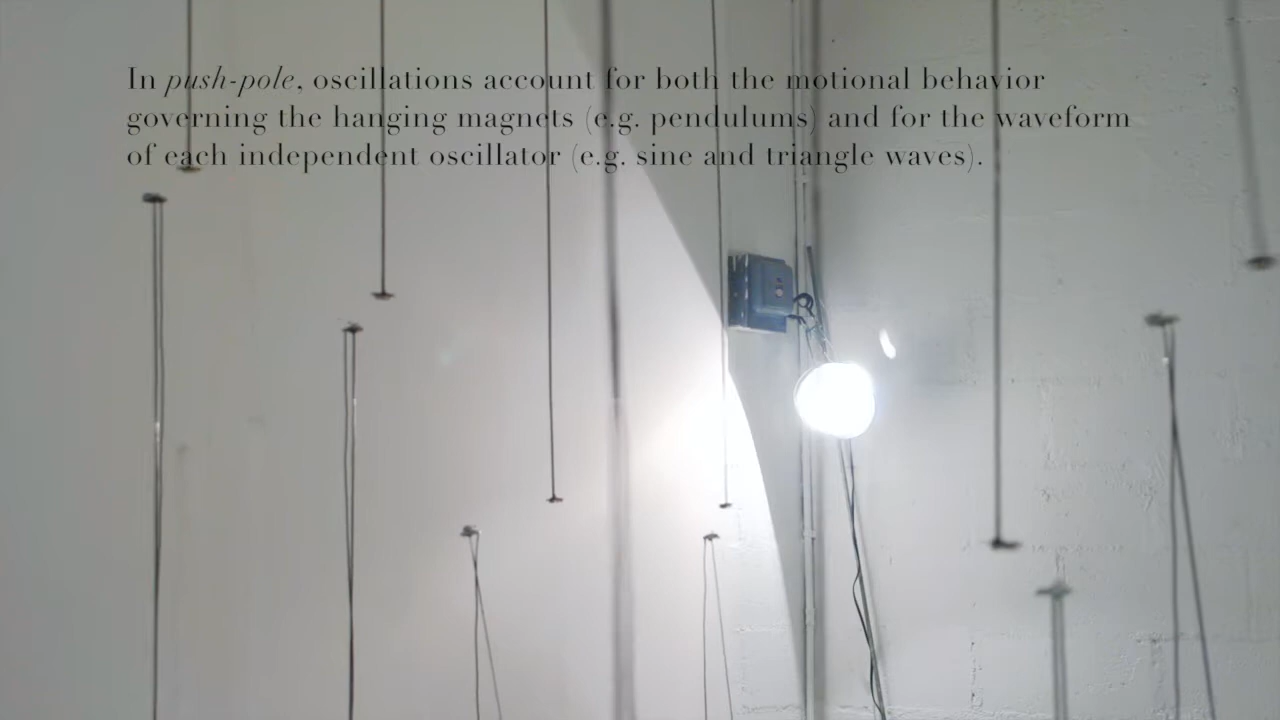 In push-pole, oscillations account for both the motional behavior
governing the hanging magnets (e.g. pendulums) and for the waveform
of each independent oscillator (e.g. sine and triangle waves).